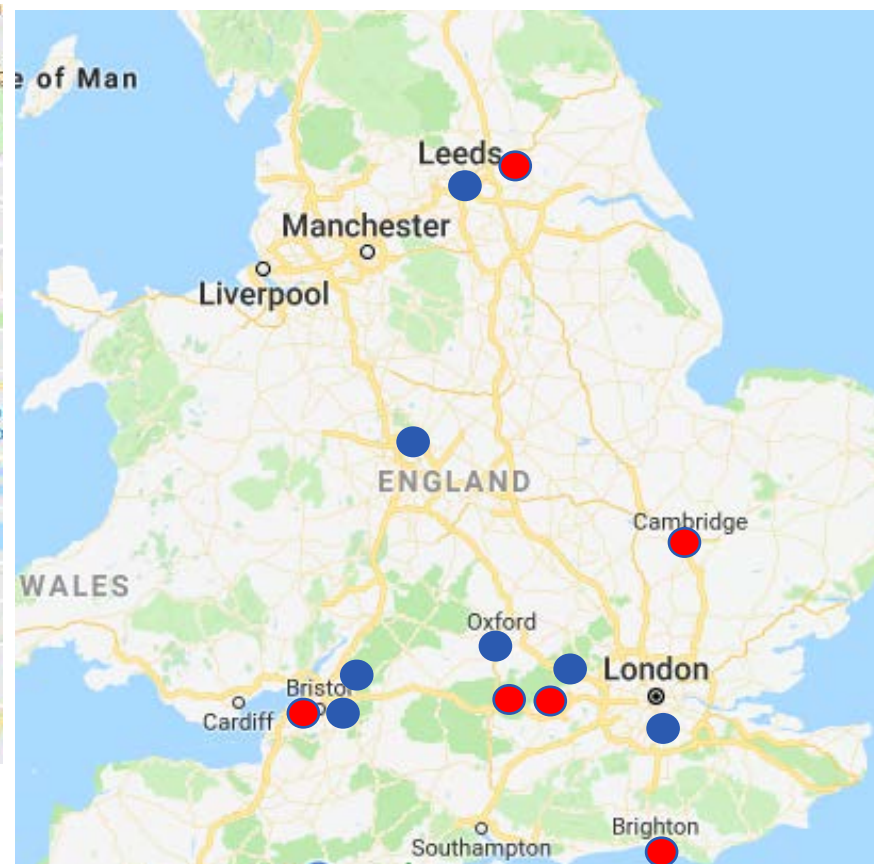 e of Man
Leeds
Manchester
Liverpool
ENGLAND
Cambridge
WALES
Oxford
London
Bristol
Cardiff
Brighton
Southampton